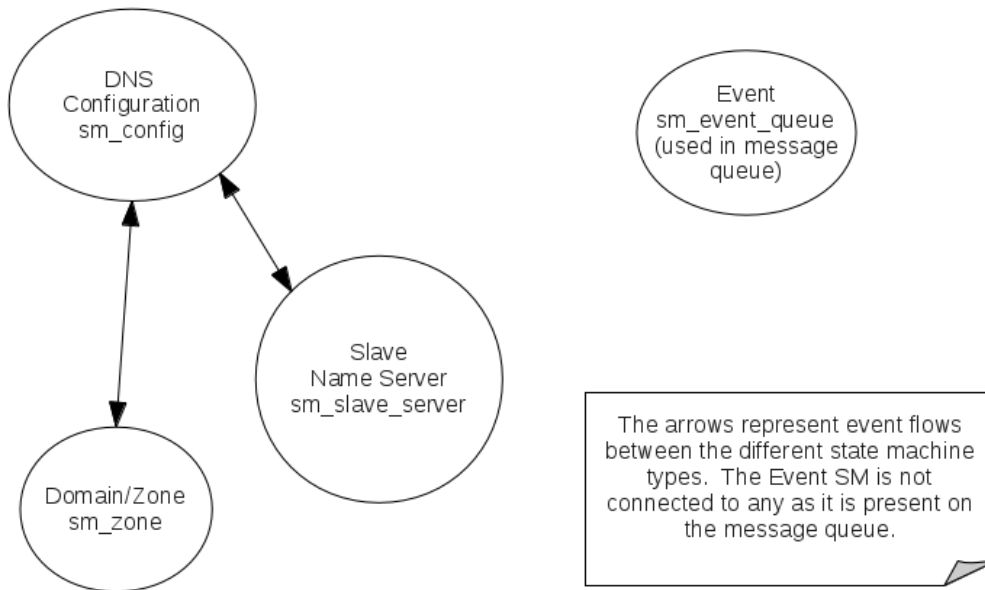 DNS
Configuration
sm_config
Event
sm_event_queue
(used in message
queue)
Slave
Name Server
sm_slave_server
Domain/Zone
sm_zone
The arrows represent event flows
between the different state machine
types. The Event SM is not
connected to any as it is present on
the message queue.